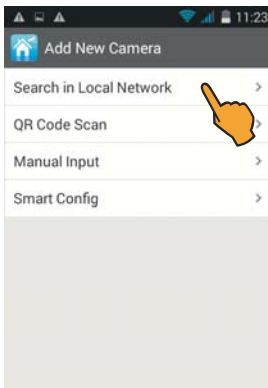 11:23
Add New Camera
Search in Local Network
QR Code Scan
Manual Input
Smart Config